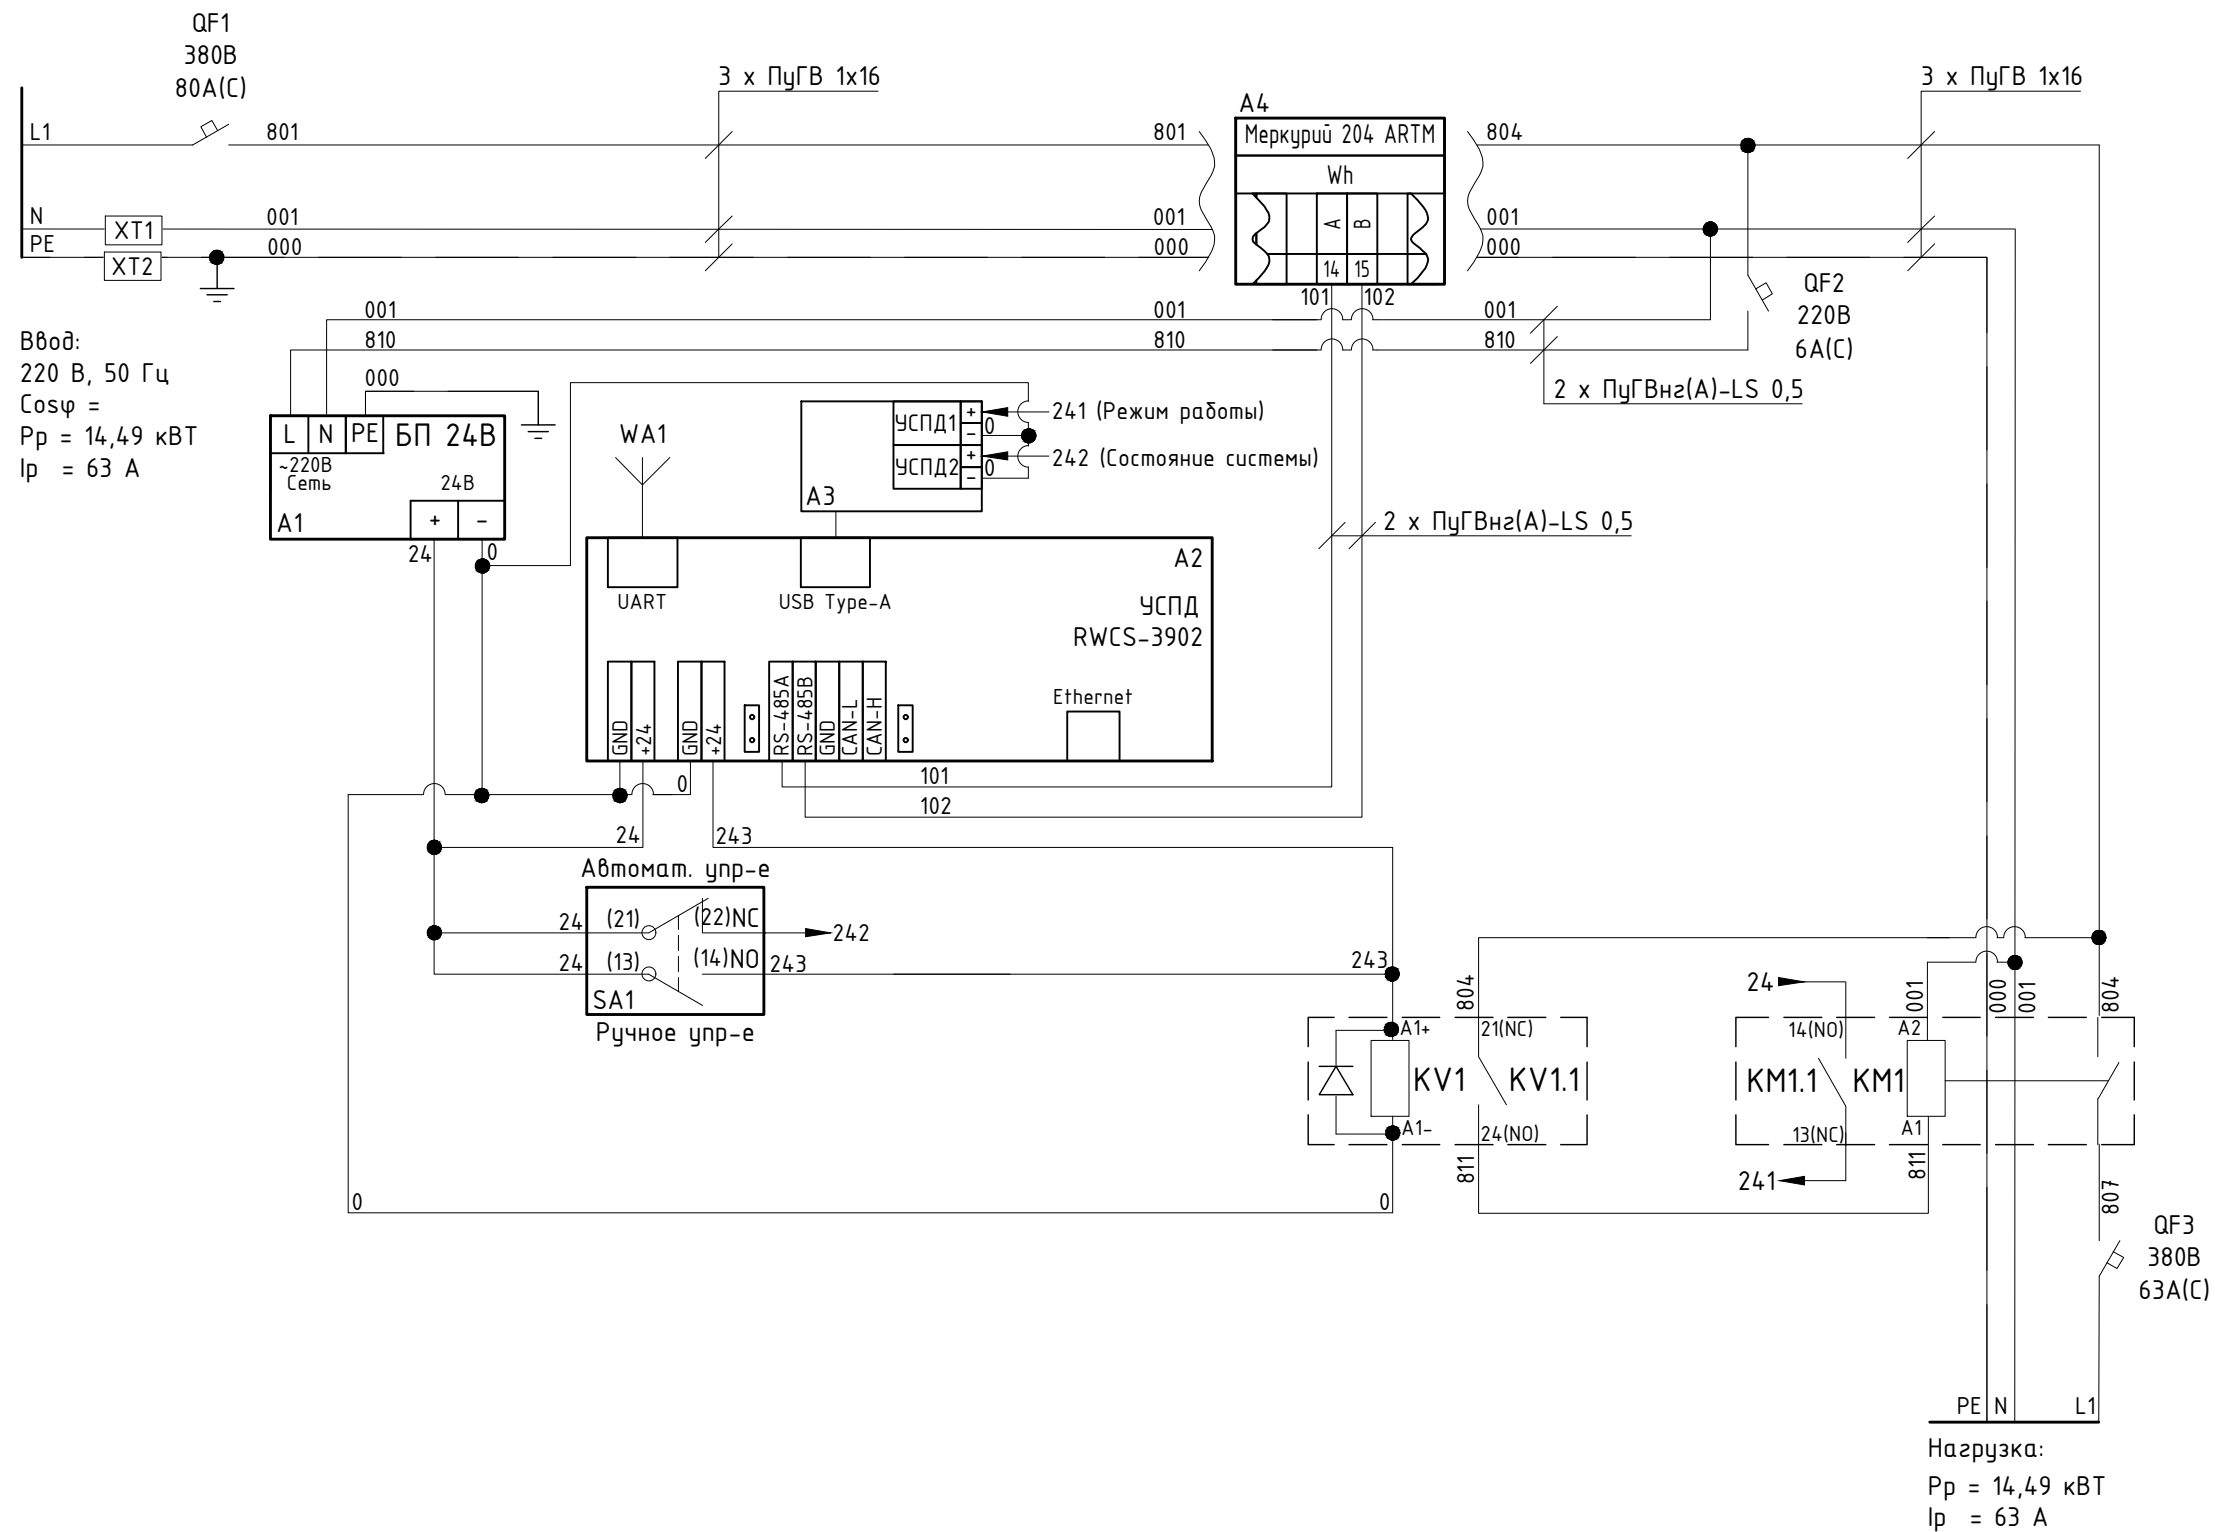 QF1
380В
80А(С)
3 x ПуГВ 1x16
3 x ПуГВ 1x16
A4
L1
801
801
Меркурий 204 ARTM
804
Wh
N
XT1
001
001
A
B
001
PE
XT2
000
000
14
15
000
QF2
220В
6А(С)
101
102
001
001
001
810
810
810
Ввод:
220 В, 50 Гц
Cosφ =
Рр = 14,49 кВТ
Iр = 63 А
000
2 x ПуГВнг(А)-LS 0,5
L
N
PE
БП 24В
~220В
Сеть
24В
A1
+
-
24
0
WA1
УСПД1
+
-
0
241 (Режим работы)
УСПД2
+
-
0
242 (Состояние системы)
A3
2 x ПуГВнг(А)-LS 0,5
A2
UART
USB Type-A
УСПД
RWCS-3902
Ethernet
GND
+24
GND
+24
RS-485A
RS-485B
GND
CAN-L
CAN-H
0
101
102
24
243
Автомат. упр-е
24
(21)
(22)NC
242
24
(13)
(14)NO
243
243
SA1
Ручное упр-е
804
24
001
000
001
804
A1+
21(NC)
14(NO)
A2
KV1
KV1.1
KM1.1
KM1
A1-
24(NO)
13(NC)
A1
811
241
811
807
0
0
QF3
380В
63А(С)
PE
N
L1
Нагрузка:
Рр = 14,49 кВТ
Iр = 63 А